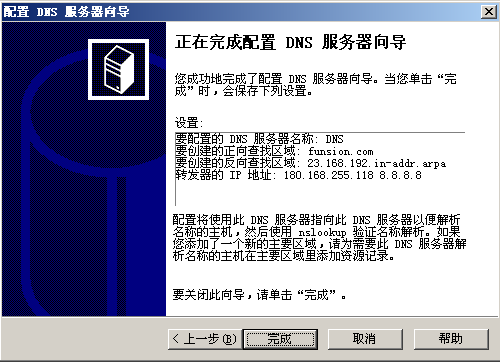 配置 DNS 服务器向导
正在完成配置 DNS 服务器向导
您成功地完成了配置 DNS 服务器向导。当您单击“完
成”时，会保存下列设置。
设置:
要配置的 DNS 服务器名称: DNS
要创建的正向查找区域: funsion.com
要创建的反向查找区域: 23.168.192.in-addr.arpa
转发器的 IP 地址: 180.168.255.118 8.8.8.8
配置将使用此 DNS 服务器指向此 DNS 服务器以便解析
名称的主机，然后使用 nslookup 验证名称解析。如果
您添加了一个新的主要区域，请为需要此 DNS 服务器解
析名称的主机在主要区域里添加资源记录。
要关闭此向导，请单击“完成”。
< 上一步(B)
完成
取消
帮助